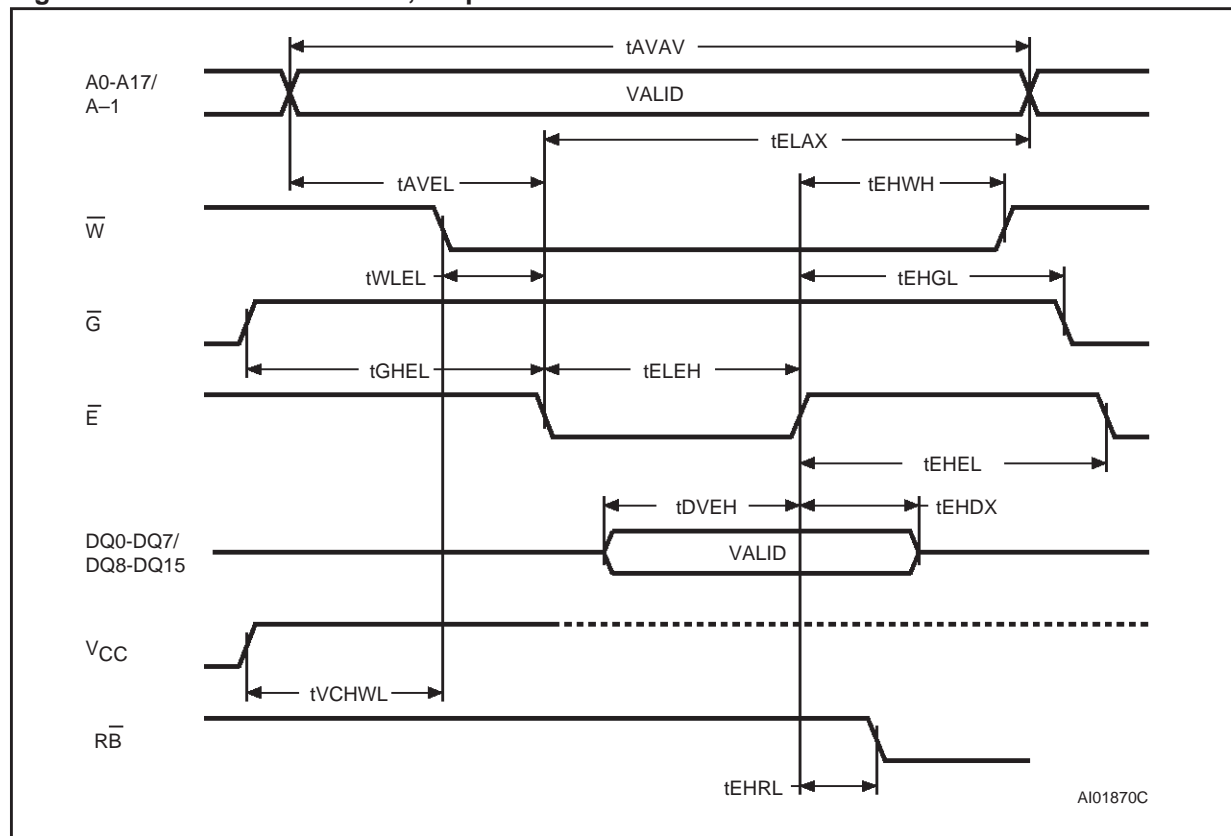 tAVAV
A0-A17/
A–1
VALID
tELAX
tAVEL
tEHWH
W̅
tWLEL
tEHGL
G̅
tGHEL
tELEH
E̅
tEHEL
tDVEH
tEHDX
DQ0-DQ7/
DQ8-DQ15
VALID
VCC
tVCHWL
RB̅
tEHRL
AI01870C